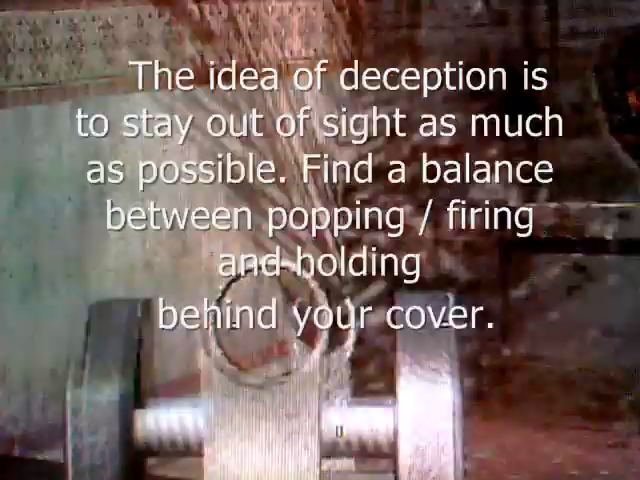 The idea of deception is
to stay out of sight as much
as possible. Find a balance
between popping / firing
and holding
behind your cover.